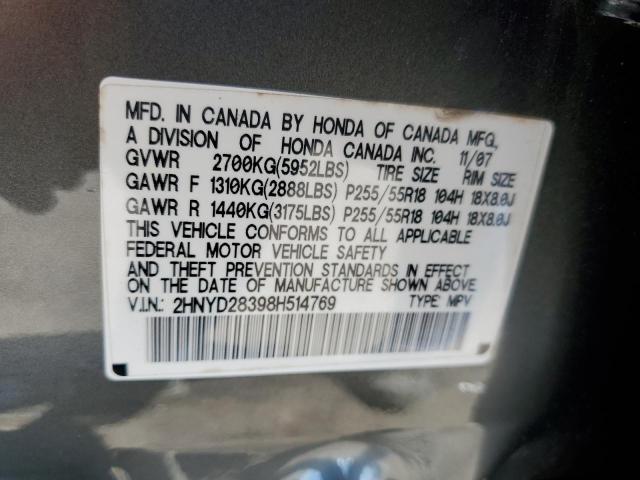 MFD. IN CANADA BY HONDA OF CANADA MFG.,
A DIVISION OF HONDA CANADA INC. 11/07
GVWR 2700KG(5952LBS) TIRE SIZE RIM SIZE
GAWR F 1310KG(2888LBS) P255/55R18 104H 18X8.0J
GAWR R 1440KG(3175LBS) P255/55R18 104H 18X8.0J
THIS VEHICLE CONFORMS TO ALL APPLICABLE
FEDERAL MOTOR VEHICLE SAFETY
AND THEFT PREVENTION STANDARDS IN EFFECT
ON THE DATE OF MANUFACTURE SHOWN ABOVE.
V.I.N.: 2HNYD28398H514769 TYPE: MPV